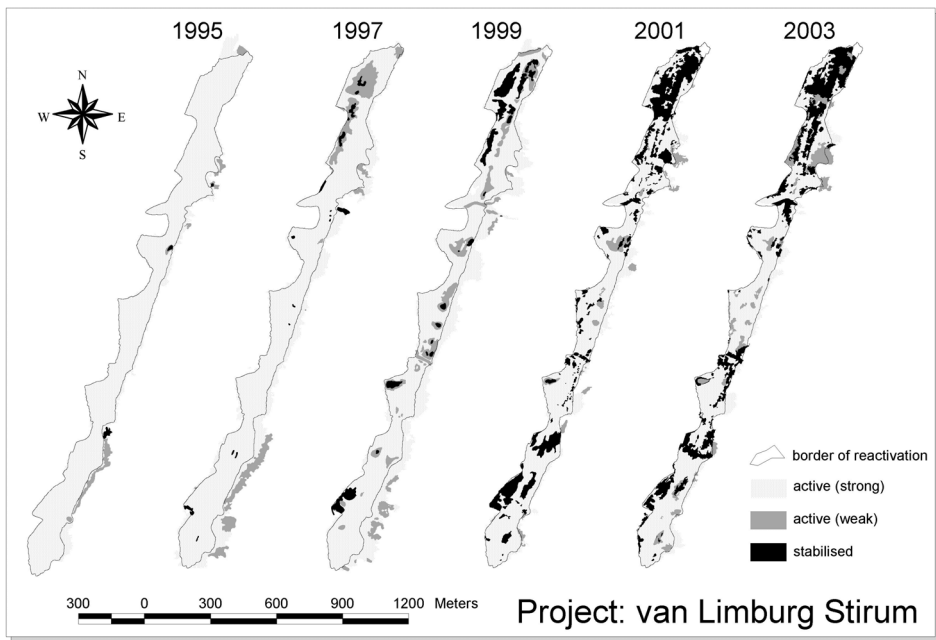 1995 1997 1999 2001 2003
N
W E
S
border of reactivation
active (strong)
active (weak)
stabilised
300 0 300 600 900 1200 Meters
Project: van Limburg Stirum